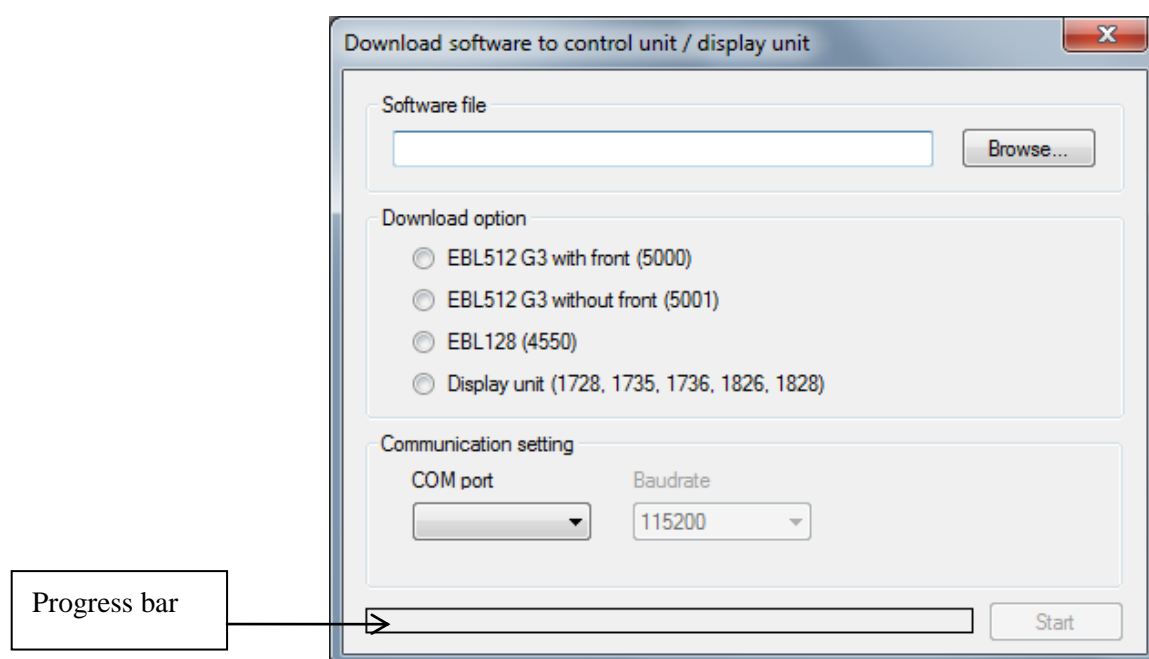 Download software to control unit / display unit
Software file
Browse...
Download option
EBL512 G3 with front (5000)
EBL512 G3 without front (5001)
EBL128 (4550)
Display unit (1728, 1735, 1736, 1826, 1828)
Communication setting
COM port Baudrate
115200
Progress bar
Start